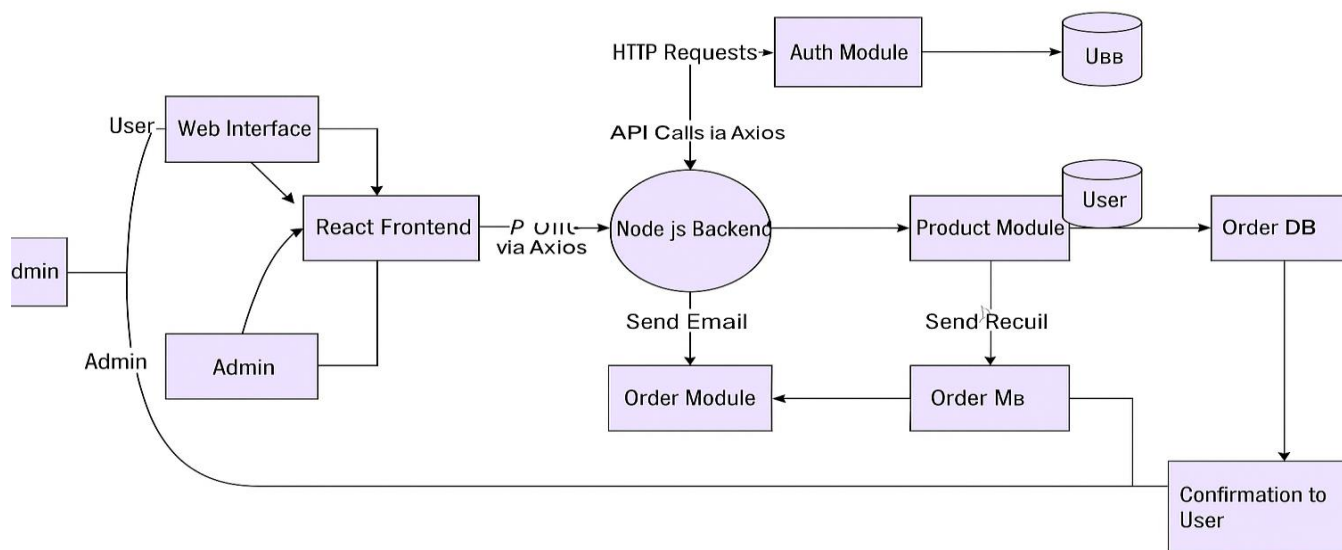 HTTP Requests
Auth Module
UBB
User
Web Interface
API Calls ia Axios
React Frontend
via Axios
Node js Backend
Product Module
User
Order DB
dmin
Send Email
Send Recuil
Admin
Admin
Order Module
Order MB
Confirmation to
User